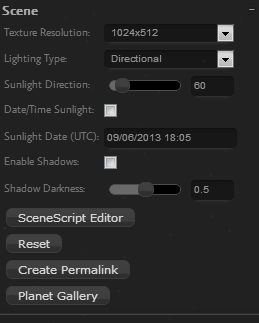 Scene -
Texture Resolution: 1024x512
Lighting Type: Directional
Sunlight Direction: 60
Date/Time Sunlight:
Sunlight Date (UTC): 09/06/2013 18:05
Enable Shadows:
Shadow Darkness: 0.5
SceneScript Editor
Reset
Create Permalink
Planet Gallery